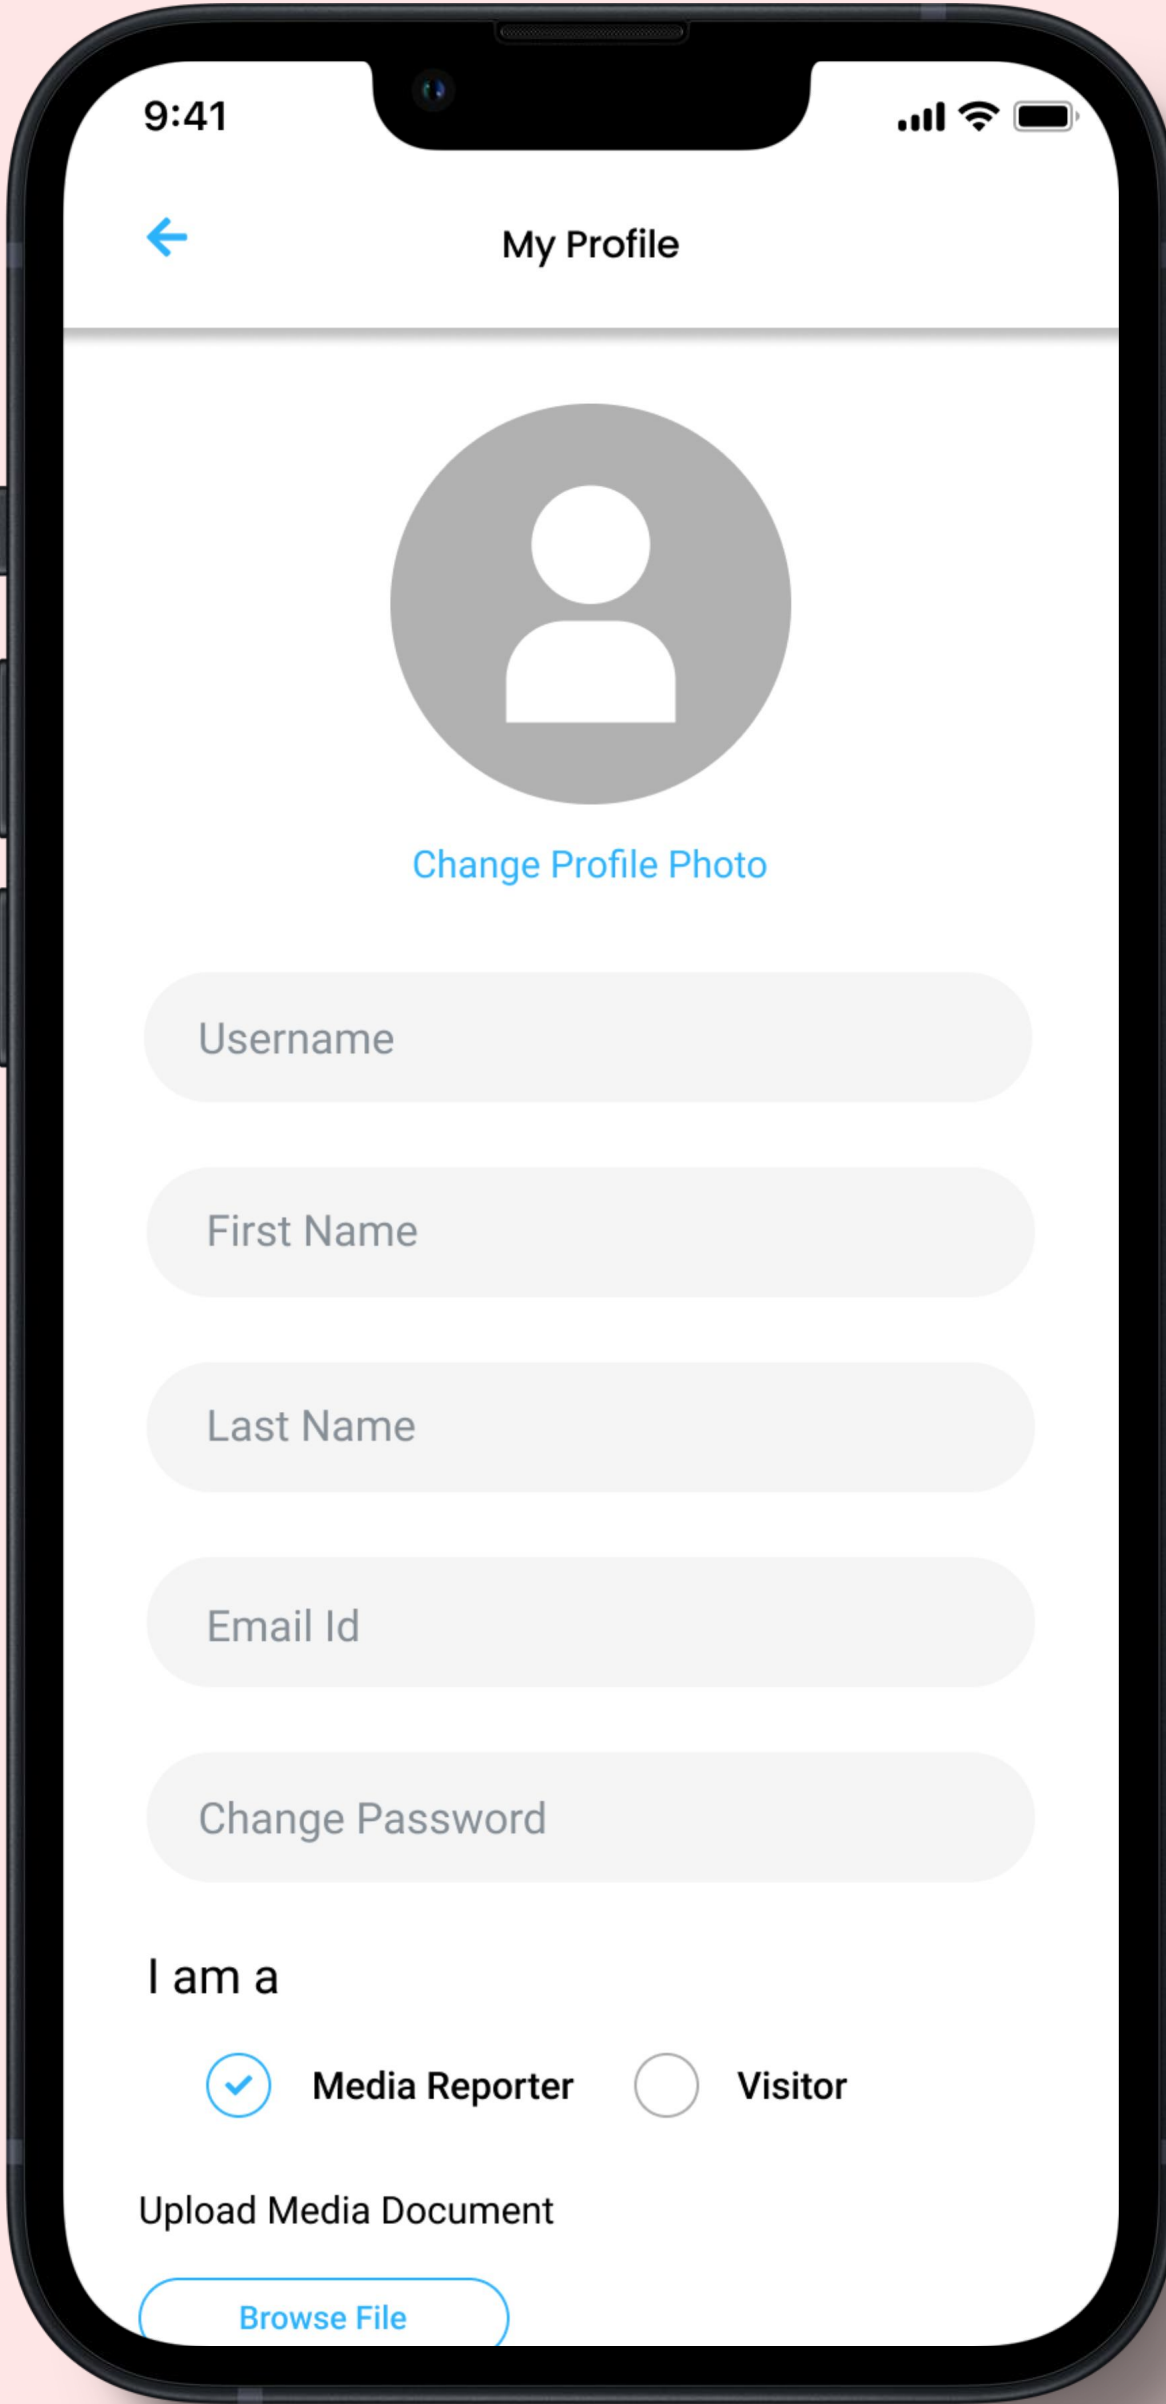 9:41
My Profile
Change Profile Photo
Username
First Name
Last Name
Email Id
Change Password
I am a
Media Reporter Visitor
Upload Media Document
Browse File